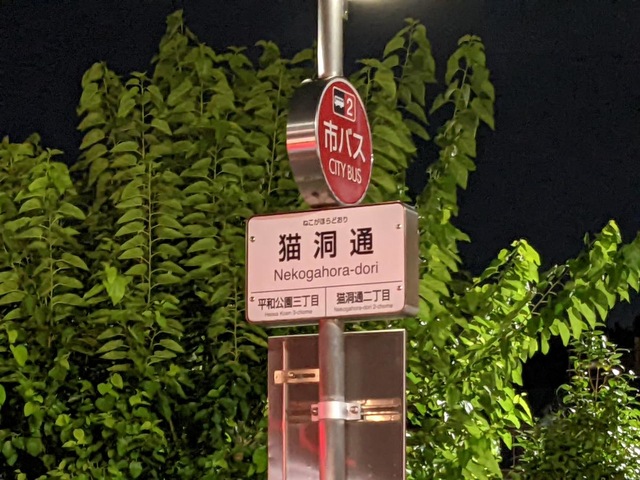 2
市バス
CITY BUS
ねこがほらどおり
猫洞通
Nekogahora-dori
平和公園三丁目
Heiwa Koen 3-chome
猫洞通二丁目
Nekogahora-dori 2-chome